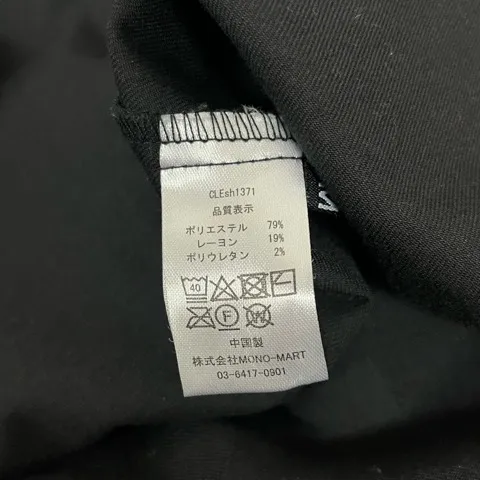 CLEsh1371
品質表示
ポリエステル 79%
レーヨン 19%
ポリウレタン 2%
40
F W
中国製
株式会社MONO-MART
03-6417-0901